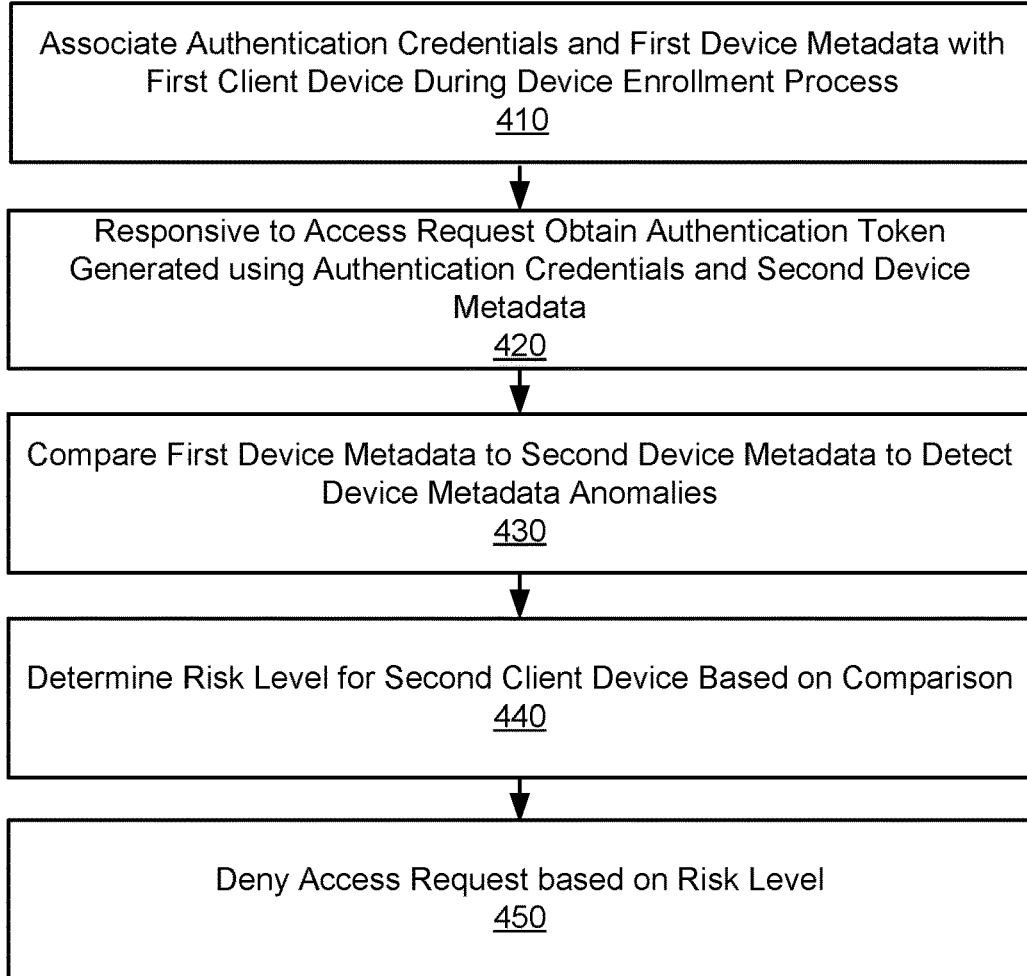 Associate Authentication Credentials and First Device Metadata with
First Client Device During Device Enrollment Process
410
Responsive to Access Request Obtain Authentication Token
Generated using Authentication Credentials and Second Device
Metadata
420
Compare First Device Metadata to Second Device Metadata to Detect
Device Metadata Anomalies
430
Determine Risk Level for Second Client Device Based on Comparison
440
Deny Access Request based on Risk Level
450